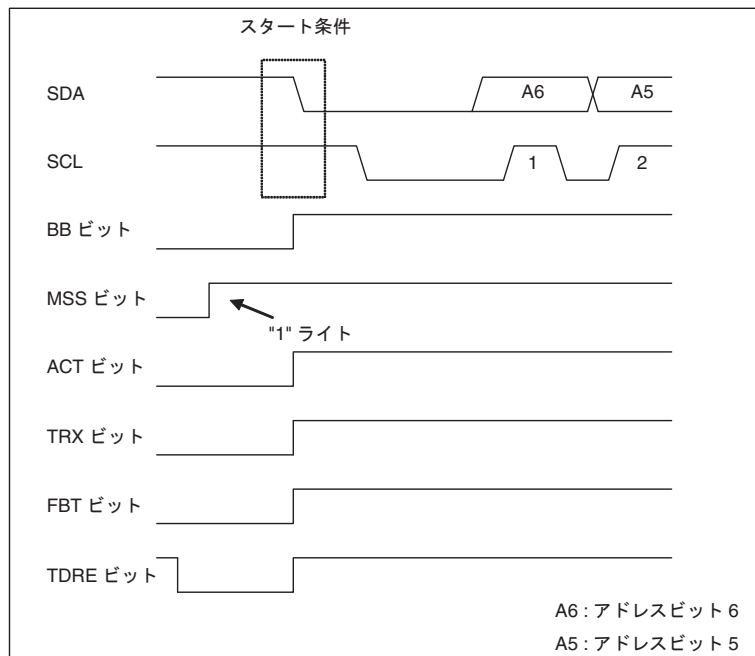 スタート条件
SDA
A6
A5
SCL
1
2
BB ビット
MSS ビット
"1" ライト
ACT ビット
TRX ビット
FBT ビット
TDRE ビット
A6 : アドレスビット 6
A5 : アドレスビット 5